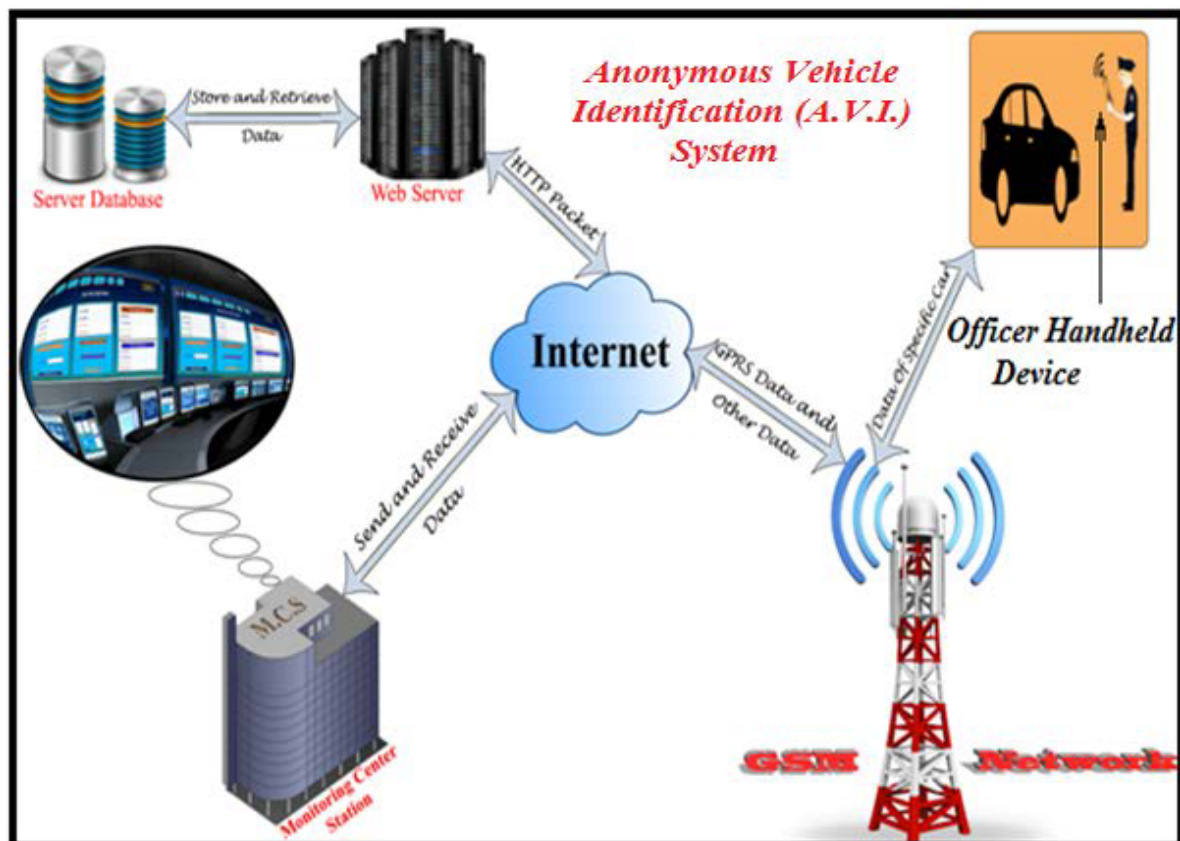 Anonymous Vehicle
Identification (A.V.I.)
System
Store and Retrieve
Data
Server Database
Web Server
HTTP Packet
Internet
GPRS Data and
Other Data
Data Of Specific Car
Officer Handheld
Device
Send and Receive
Data
M.C.S
Monitoring Center
Station
GSM Network